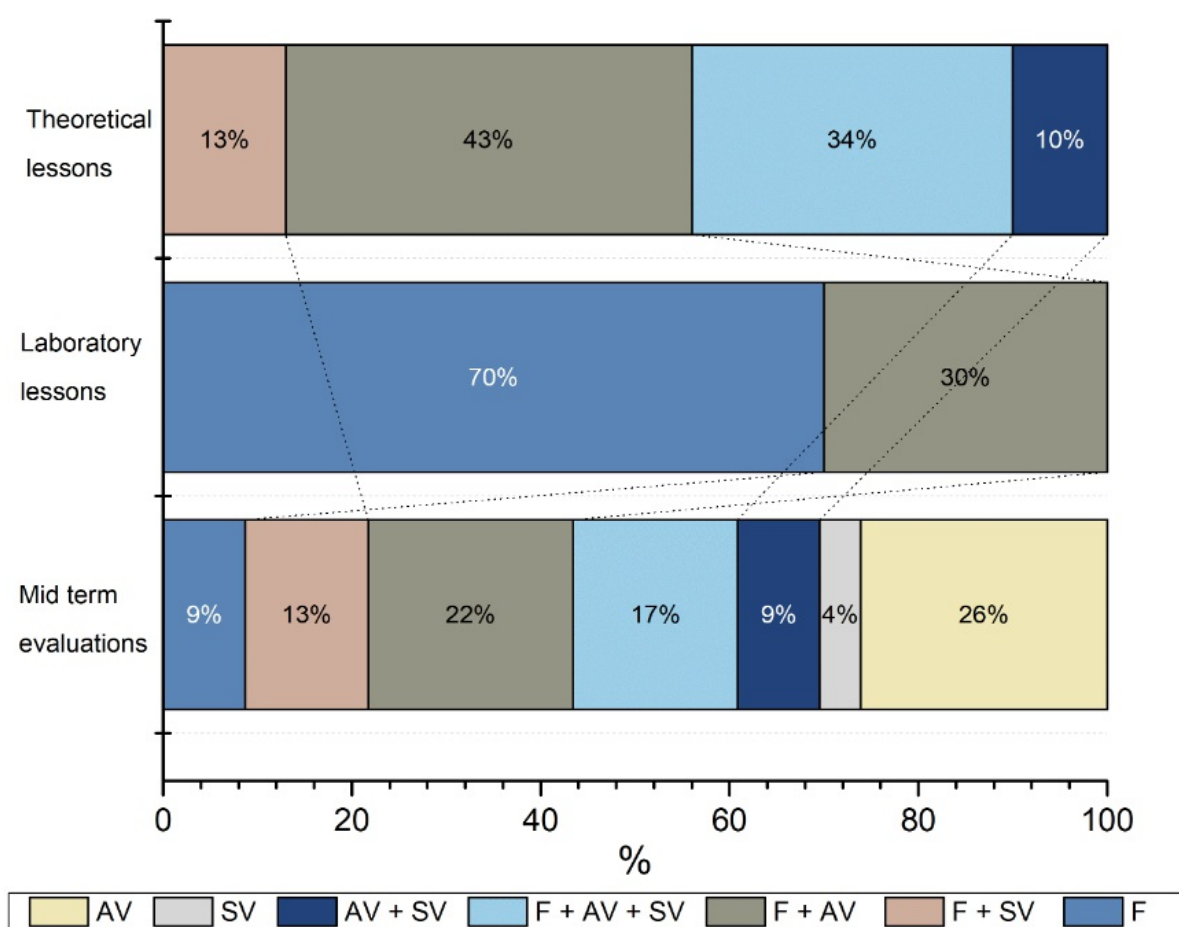 Theoretical
lessons
13%
43%
34%
10%
Laboratory
lessons
70%
30%
Mid term
evaluations
9%
13%
22%
17%
9%
4%
26%
0
20
40
60
80
100
%
AV
SV
AV + SV
F + AV + SV
F + AV
F + SV
F